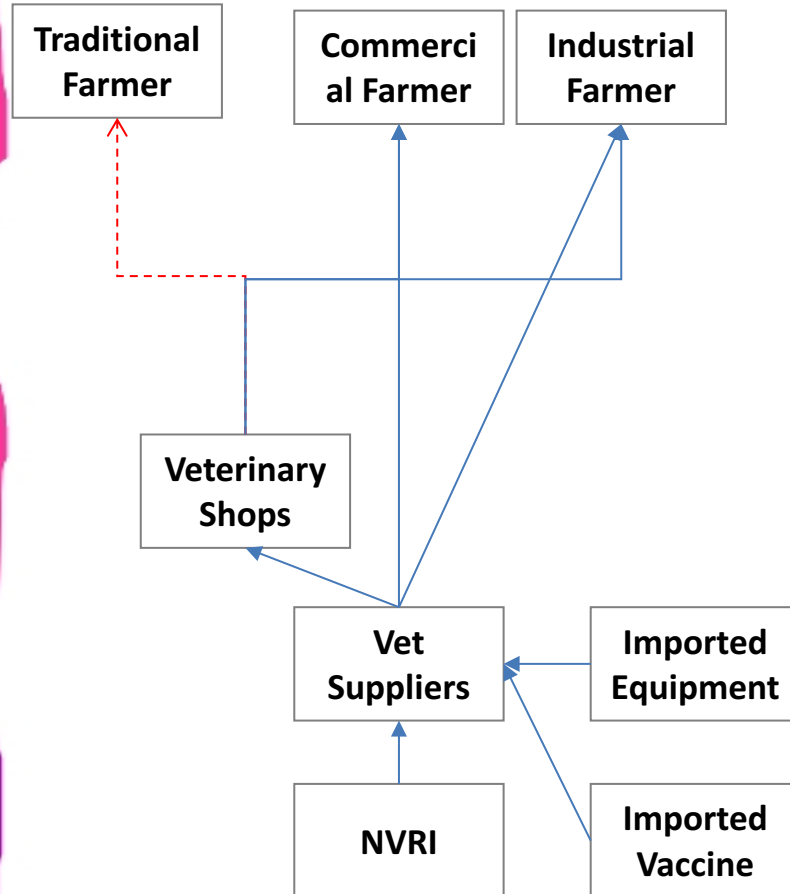 Traditional
Farmer
Commerci
al Farmer
Industrial
Farmer
Veterinary
Shops
Vet
Suppliers
Imported
Equipment
NVRI
Imported
Vaccine